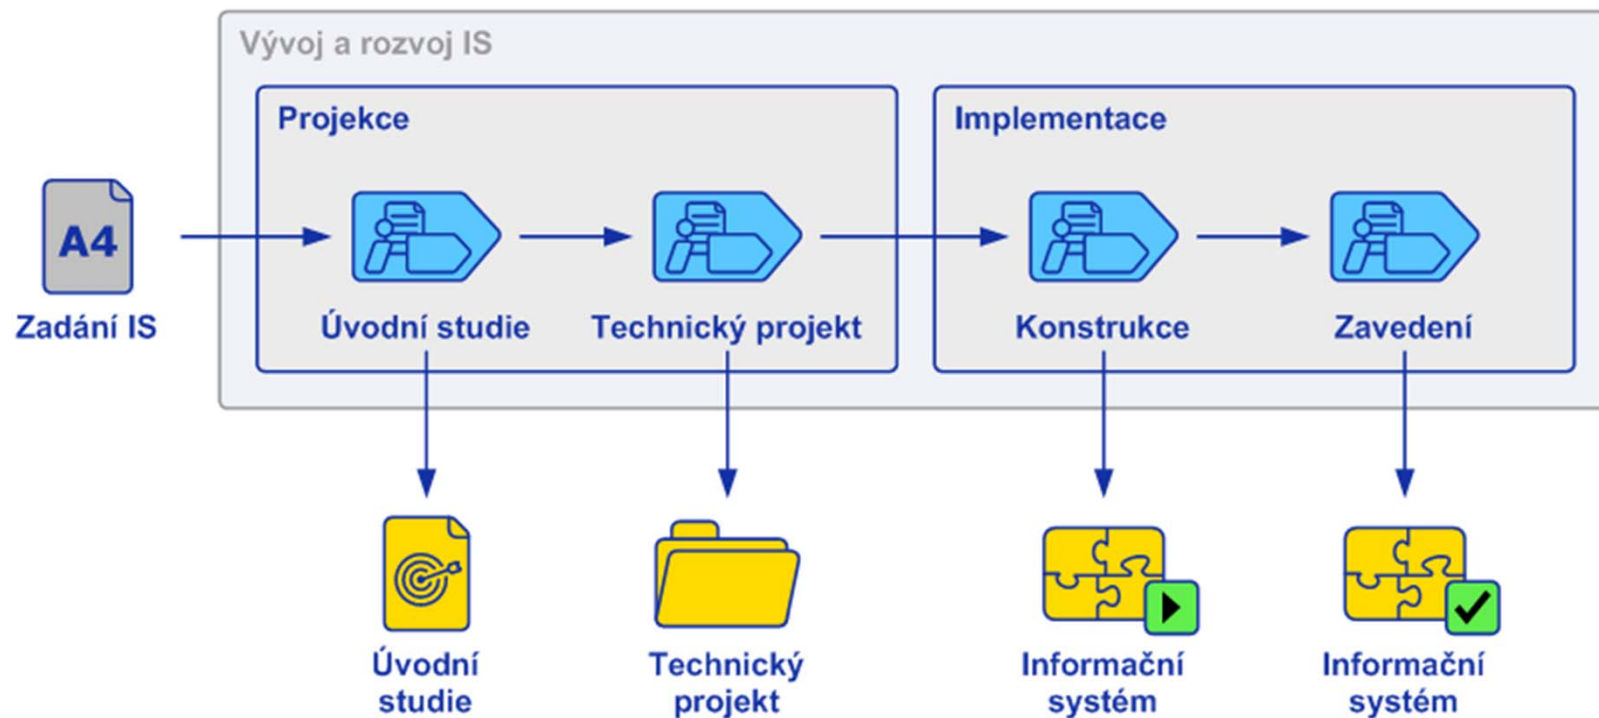 Vývoj a rozvoj IS
Projekce
Implementace
A4
Zadání IS
Úvodní studie
Technický projekt
Konstrukce
Zavedení
Úvodní
studie
Technický
projekt
Informační
systém
Informační
systém